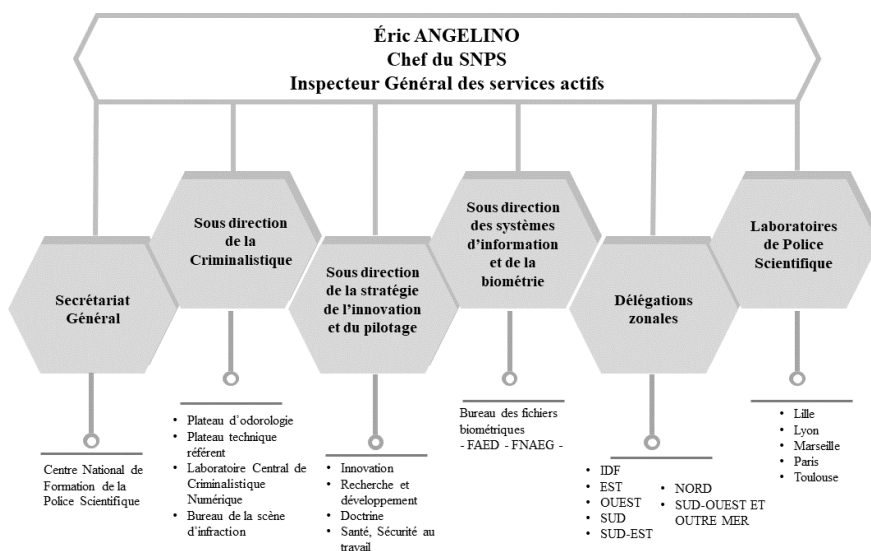 Éric ANGELINO
Chef du SNPS
Inspecteur Général des services actifs
Secrétariat
Général
Centre National de
Formation de la
Police Scientifique
Sous direction
de la
Criminalistique
• Plateau d’odorologie
• Plateau technique
référent
• Laboratoire Central de
Criminalistique
Numérique
• Bureau de la scène
d’infraction
Sous direction
de la stratégie
de l’innovation
et du pilotage
• Innovation
• Recherche et
développement
• Doctrine
• Santé, Sécurité au
travail
Sous direction
des systèmes
d’information
et de la
biométrie
Bureau des fichiers
biométriques
- FAED - FNAEG -
Délégations
zonales
• IDF
• EST
• OUEST
• SUD
• SUD-EST
• NORD
• SUD-OUEST ET
OUTRE MER
Laboratoires
de Police
Scientifique
• Lille
• Lyon
• Marseille
• Paris
• Toulouse